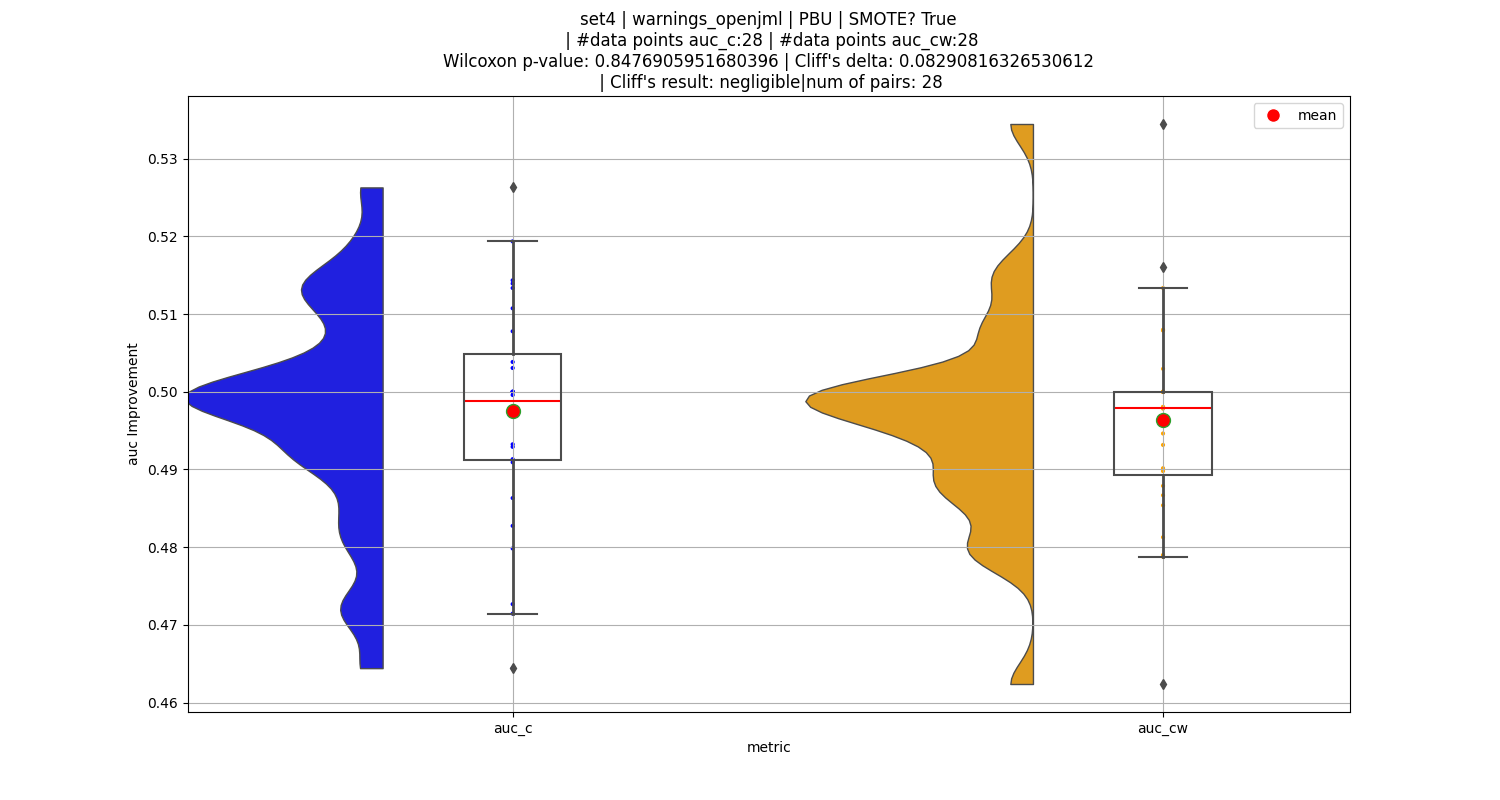 set4 | warnings_openjml | PBU | SMOTE? True
| #data points auc_c:28 | #data points auc_cw:28
Wilcoxon p-value: 0.8476905951680396 | Cliff's delta: 0.08290816326530612
| Cliff's result: negligible|num of pairs: 28
mean
0.53
0.52
0.51
0.50
0.49
0.48
0.47
0.46
auc Improvement
auc_c
auc_cw
metric